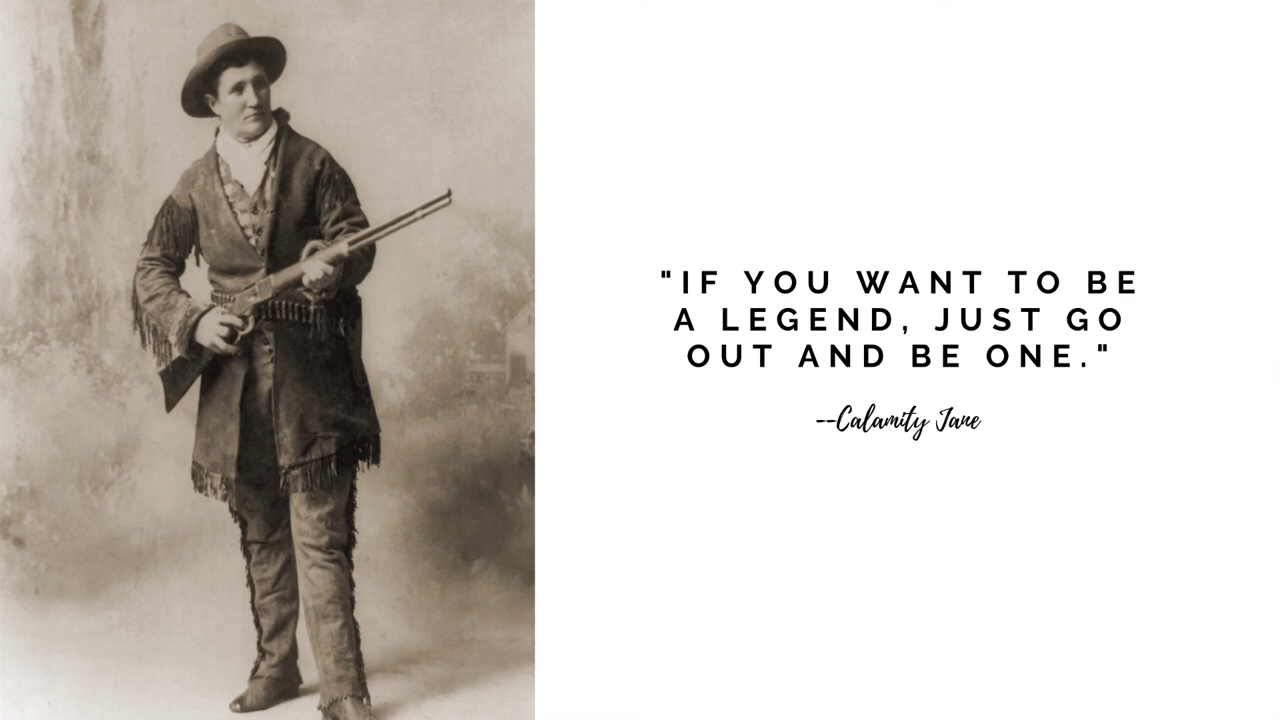 "IF YOU WANT TO BE
A LEGEND, JUST GO
OUT AND BE ONE."
--Calamity Jane